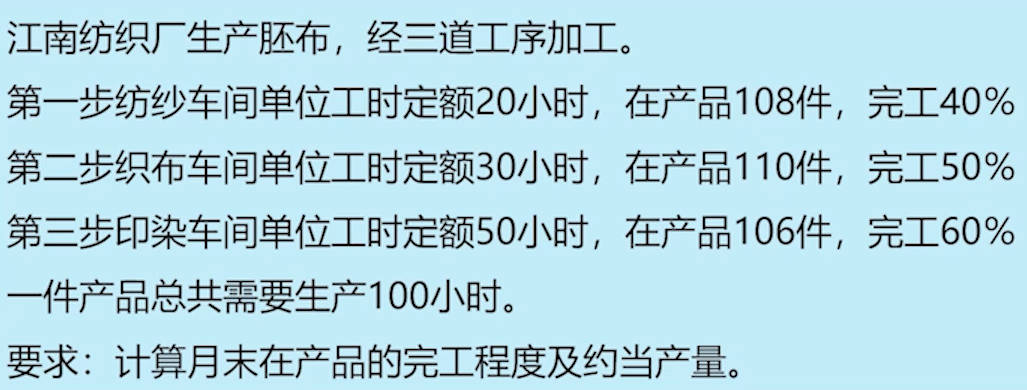 江南纺织厂生产胚布，经三道工序加工。
第一步纺纱车间单位工时定额20小时，在产品108件，完工40%
第二步织布车间单位工时定额30小时，在产品110件，完工50%
第三步印染车间单位工时定额50小时，在产品106件，完工60%
一件产品总共需要生产100小时。
要求：计算月末在产品的完工程度及约当产量。